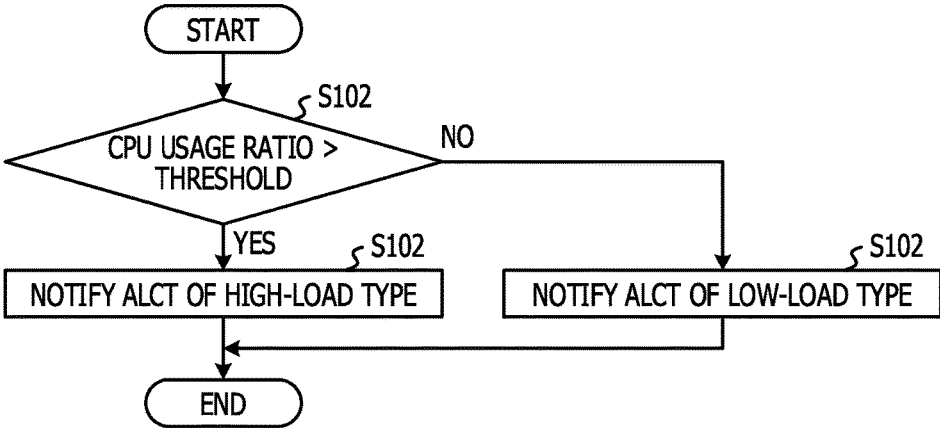 START
S102
CPU USAGE RATIO >
THRESHOLD
NO
YES
S102
NOTIFY ALCT OF HIGH-LOAD TYPE
S102
NOTIFY ALCT OF LOW-LOAD TYPE
END